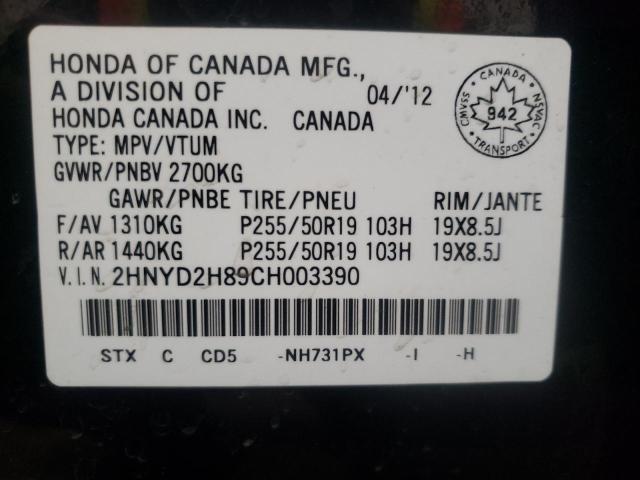 HONDA OF CANADA MFG.,
A DIVISION OF 04/'12
HONDA CANADA INC. CANADA
TYPE: MPV/VTUM
GVWR/PNBV 2700KG
GAWR/PNBE TIRE/PNEU RIM/JANTE
F/AV 1310KG P255/50R19 103H 19X8.5J
R/AR 1440KG P255/50R19 103H 19X8.5J
V.I.N. 2HNYD2H89CH003390
STX C CD5 -NH731PX -I -H
CANADA
CMVSS 942 NSVAC
TRANSPORT